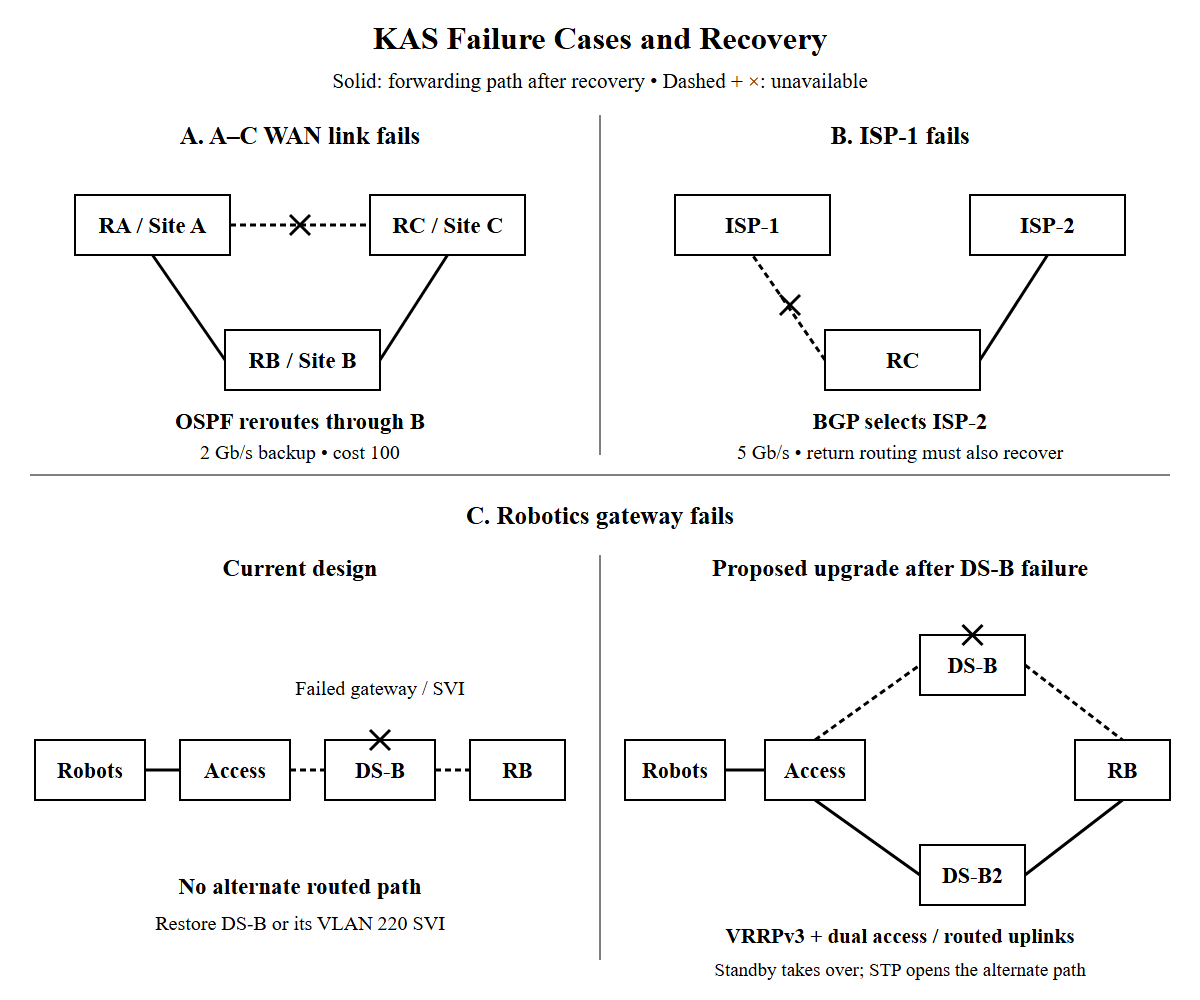 KAS Failure Cases and Recovery
Solid: forwarding path after recovery • Dashed + ×: unavailable
A. A–C WAN link fails
RA / Site A
RC / Site C
RB / Site B
OSPF reroutes through B
2 Gb/s backup • cost 100
B. ISP-1 fails
ISP-1
ISP-2
RC
BGP selects ISP-2
5 Gb/s • return routing must also recover
C. Robotics gateway fails
Current design
Failed gateway / SVI
Robots
Access
DS-B
RB
No alternate routed path
Restore DS-B or its VLAN 220 SVI
Proposed upgrade after DS-B failure
DS-B
Robots
Access
RB
DS-B2
VRRPv3 + dual access / routed uplinks
Standby takes over; STP opens the alternate path